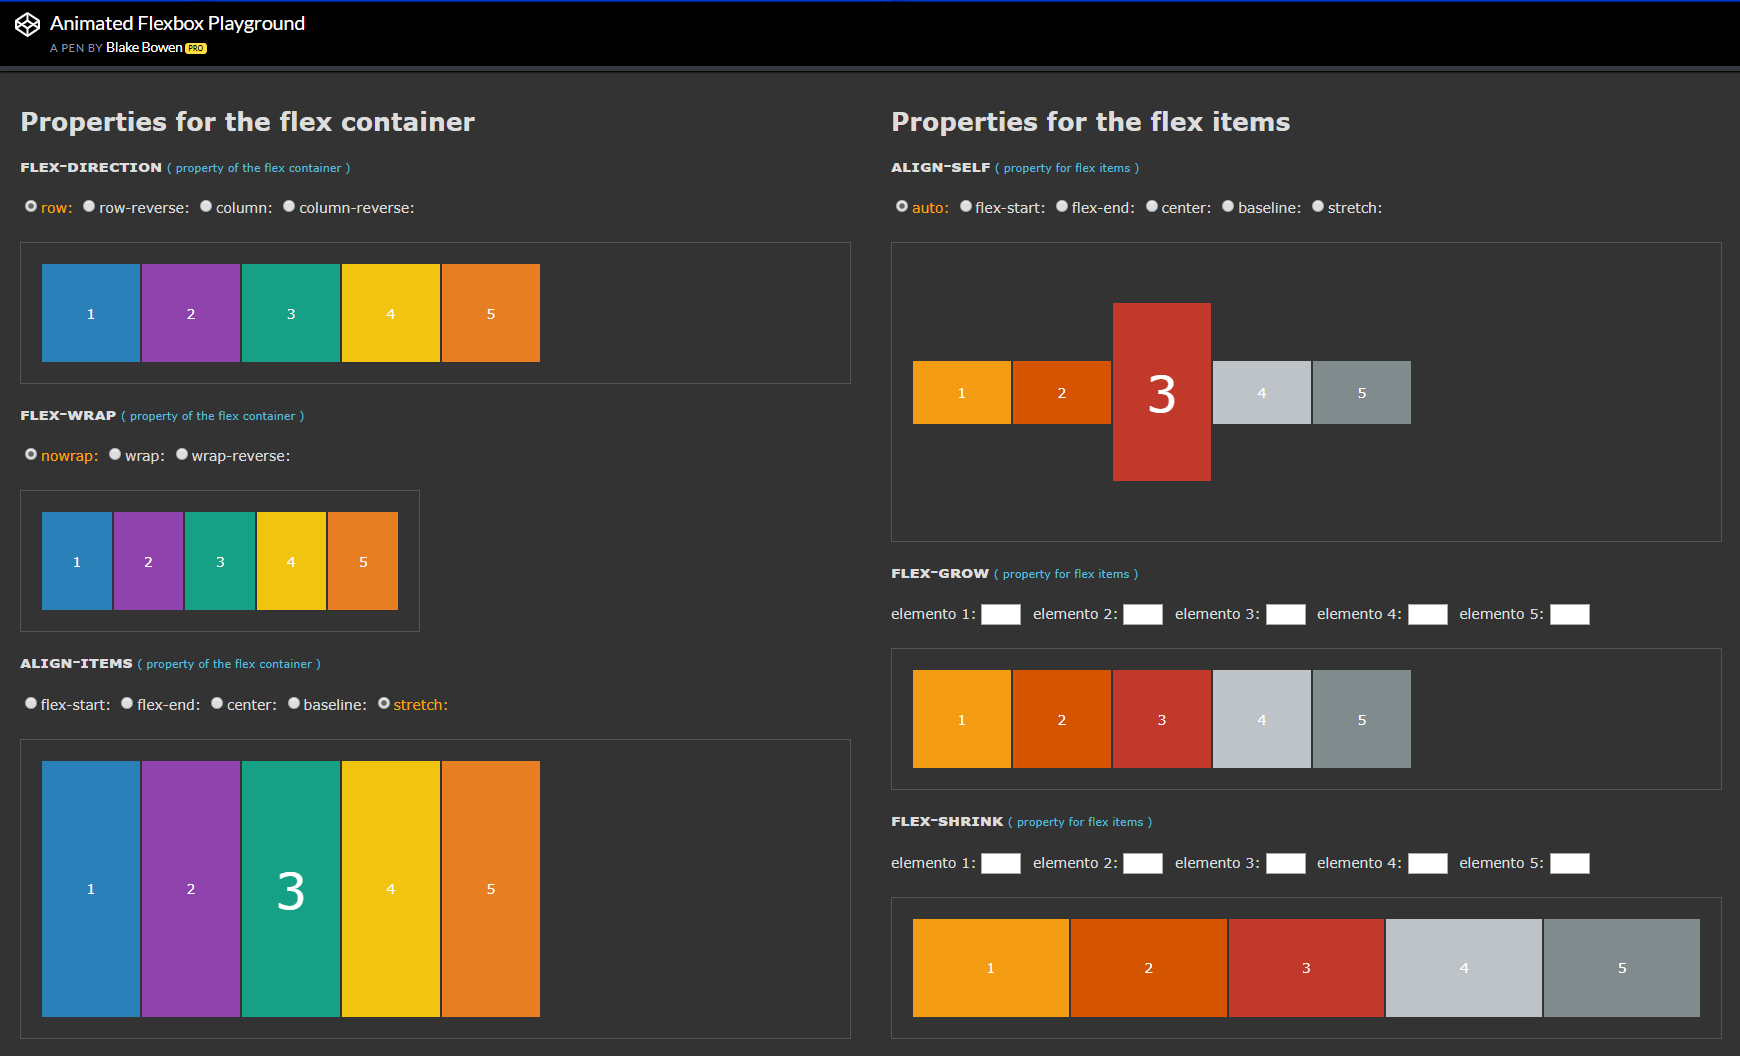 Animated Flexbox Playground
A PEN BY Blake Bowen PRO
Properties for the flex container
FLEX-DIRECTION ( property of the flex container )
row: row-reverse: column: column-reverse:
1 2 3 4 5
FLEX-WRAP ( property of the flex container )
nowrap: wrap: wrap-reverse:
1 2 3 4 5
ALIGN-ITEMS ( property of the flex container )
flex-start: flex-end: center: baseline: stretch:
1 2 3 4 5
Properties for the flex items
ALIGN-SELF ( property for flex items )
auto: flex-start: flex-end: center: baseline: stretch:
1 2 3 4 5
FLEX-GROW ( property for flex items )
elemento 1: elemento 2: elemento 3: elemento 4: elemento 5:
1 2 3 4 5
FLEX-SHRINK ( property for flex items )
elemento 1: elemento 2: elemento 3: elemento 4: elemento 5:
1 2 3 4 5